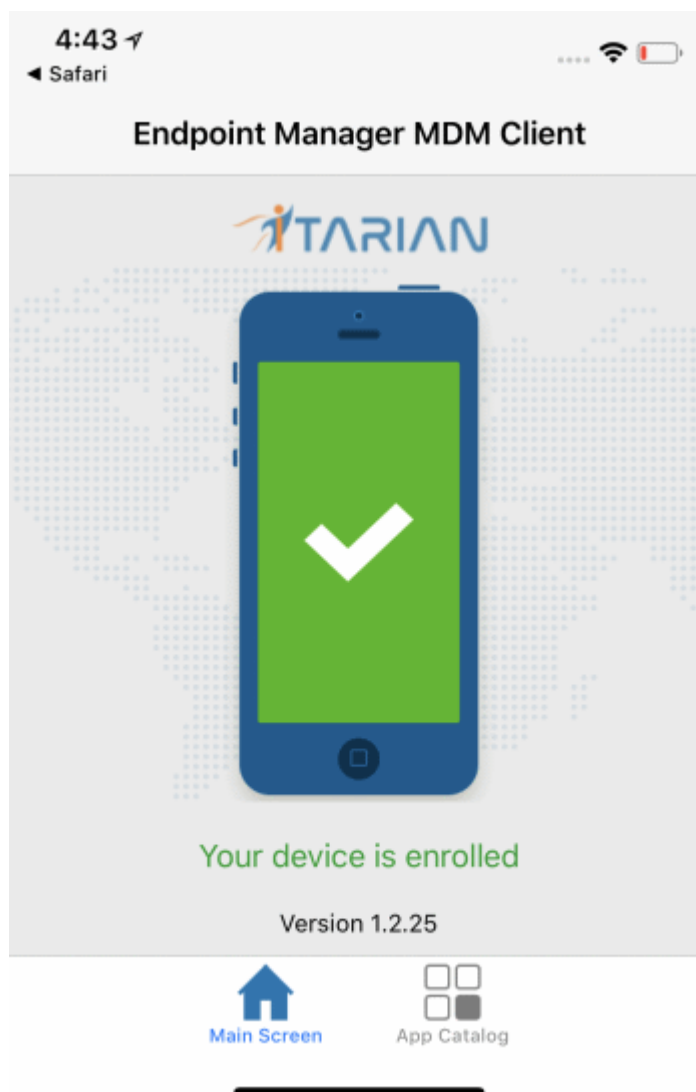 4:43
◀ Safari
Endpoint Manager MDM Client
iTARIAN
Your device is enrolled
Version 1.2.25
Main Screen
App Catalog